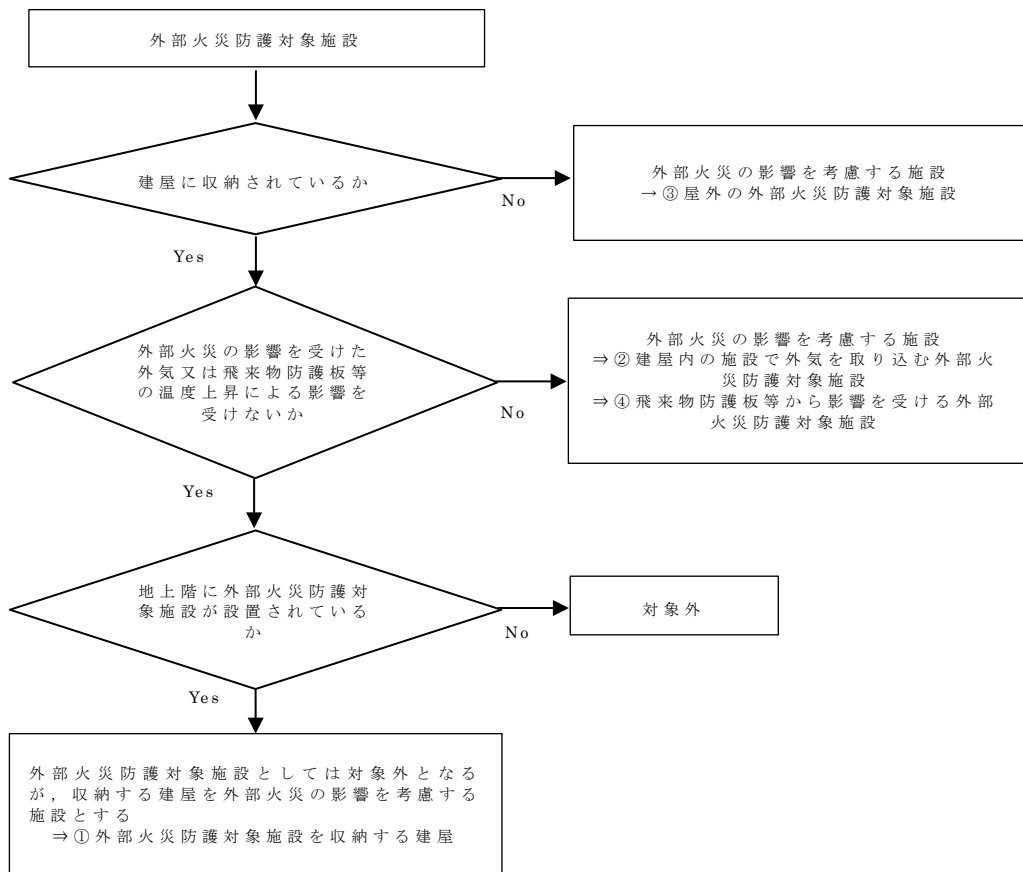 外部火災防護対象施設
建屋に収納されているか
No
外部火災の影響を考慮する施設
→③屋外の外部火災防護対象施設
Yes
外部火災の影響を受けた
外気又は飛来物防護板等
の温度上昇による影響を
受けないか
No
外部火災の影響を考慮する施設
⇒②建屋内の施設で外気を取り込む外部火
災防護対象施設
⇒④飛来物防護板等から影響を受ける外部
火災防護対象施設
Yes
地上階に外部火災防護対
象施設が設置されている
か
No
対象外
Yes
外部火災防護対象施設としては対象外となる
が，収納する建屋を外部火災の影響を考慮する
施設とする
⇒①外部火災防護対象施設を収納する建屋